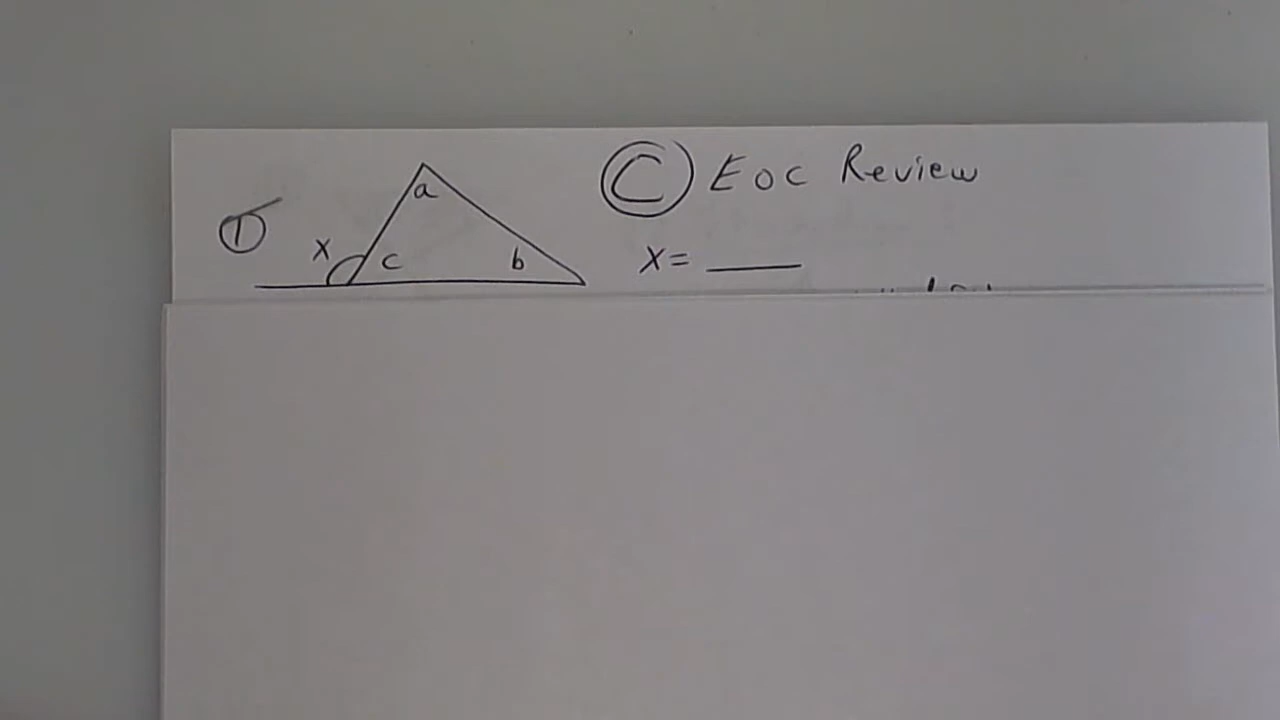 Ⓒ EOC Review
① x a c b
x= ____